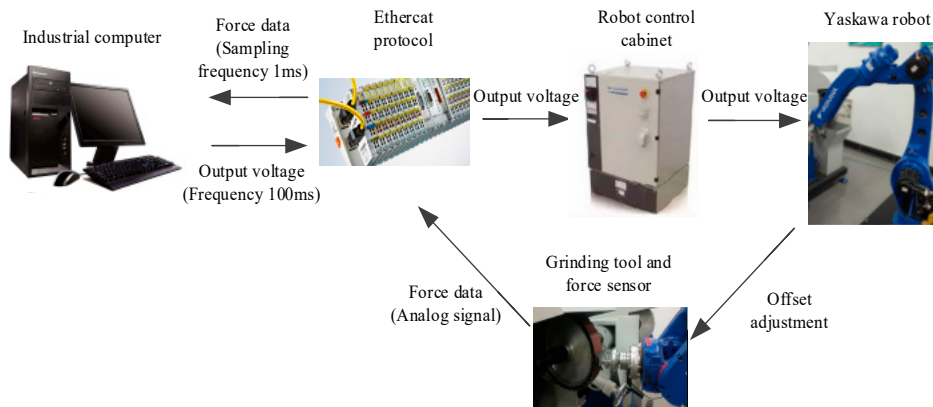 Industrial computer
Force data
(Sampling
frequency 1ms)
Output voltage
(Frequency 100ms)
Ethercat
protocol
Output voltage
Robot control
cabinet
Output voltage
Yaskawa robot
Offset
adjustment
Grinding tool and
force sensor
Force data
(Analog signal)